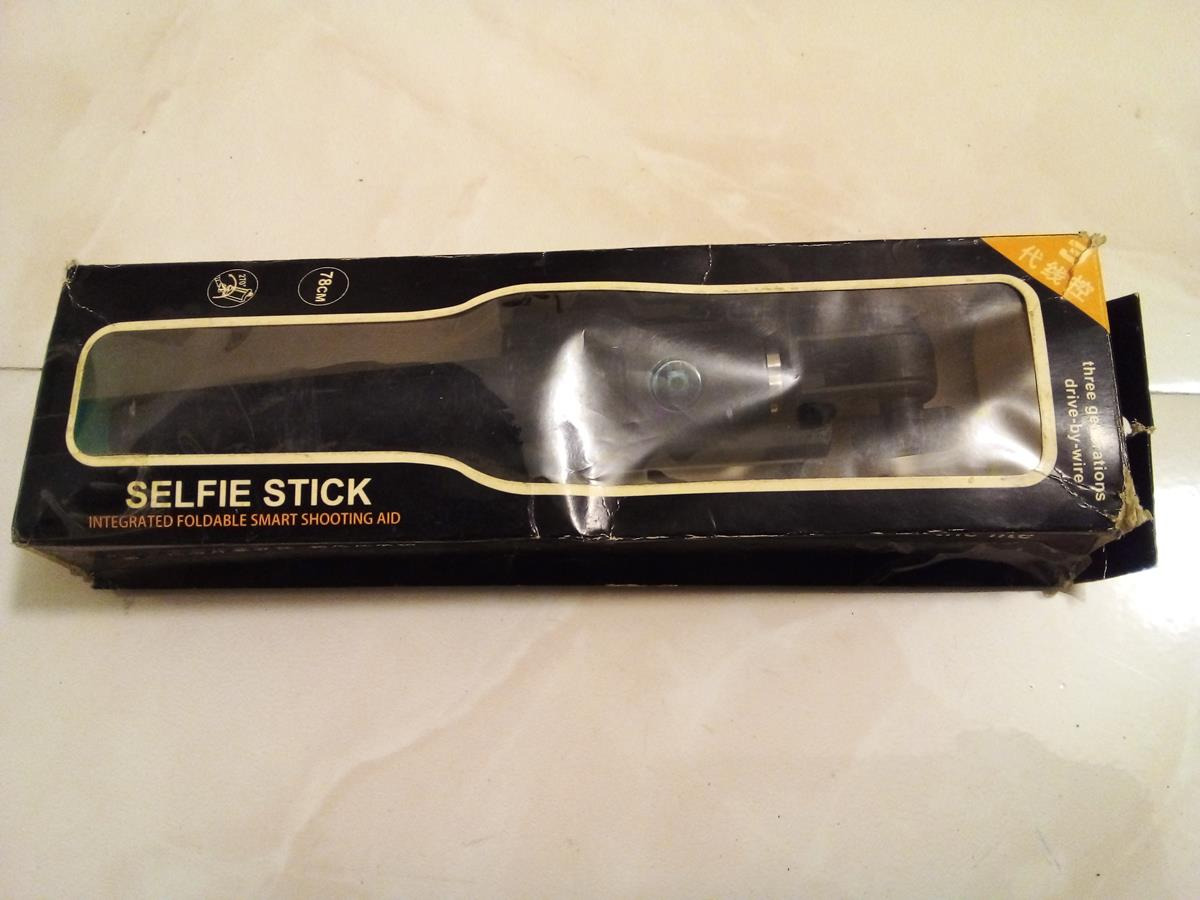 78CM
270°
代线控
three generations
drive-by-wire
SELFIE STICK
INTEGRATED FOLDABLE SMART SHOOTING AID